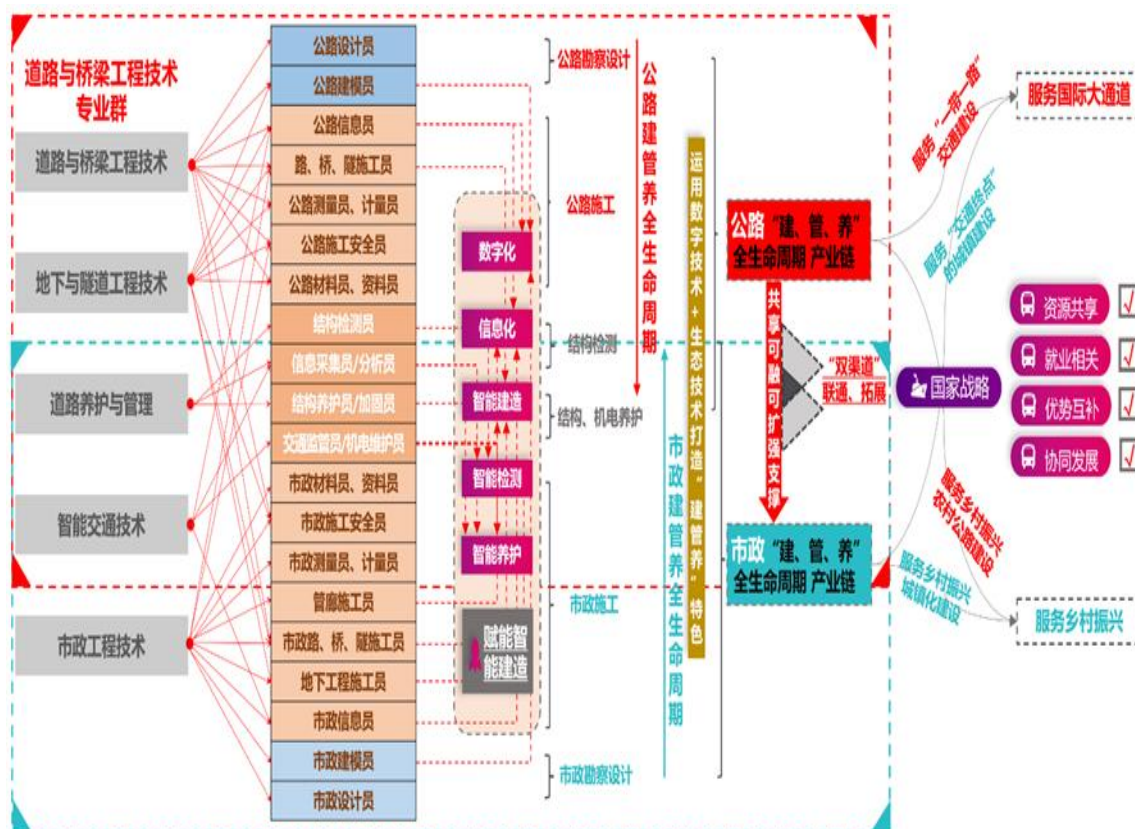 道路与桥梁工程技术
专业群
道路与桥梁工程技术
地下与隧道工程技术
道路养护与管理
智能交通技术
市政工程技术
公路设计员
公路建模员
公路信息员
路、桥、隧施工员
公路测量员、计量员
公路施工安全员
公路材料员、资料员
结构检测员
信息采集员/分析员
结构养护员/加固员
交通监管员/机电维护员
市政材料员、资料员
市政施工安全员
市政测量员、计量员
管廊施工员
市政路、桥、隧施工员
地下工程施工员
市政信息员
市政建模员
市政设计员
数字化
信息化
智能建造
智能检测
智能养护
赋能智
能建造
公路勘察设计
公路施工
结构检测
结构、机电养护
市政施工
市政勘察设计
公路建管养全生命周期
市政建管养全生命周期
运用数字技术+生态技术打造“建管养”特色
公路 “建、管、养”
全生命周期 产业链
共享可融可扩强支撑
“双渠道”
联通、拓展
市政 “建、管、养”
全生命周期 产业链
服务“一带一路”
交通建设
服务“交通终点”
的城镇建设
国家战略
服务乡村振兴
农村公路建设
服务乡村振兴
城镇化建设
服务国际大通道
资源共享
就业相关
优势互补
协同发展
服务乡村振兴